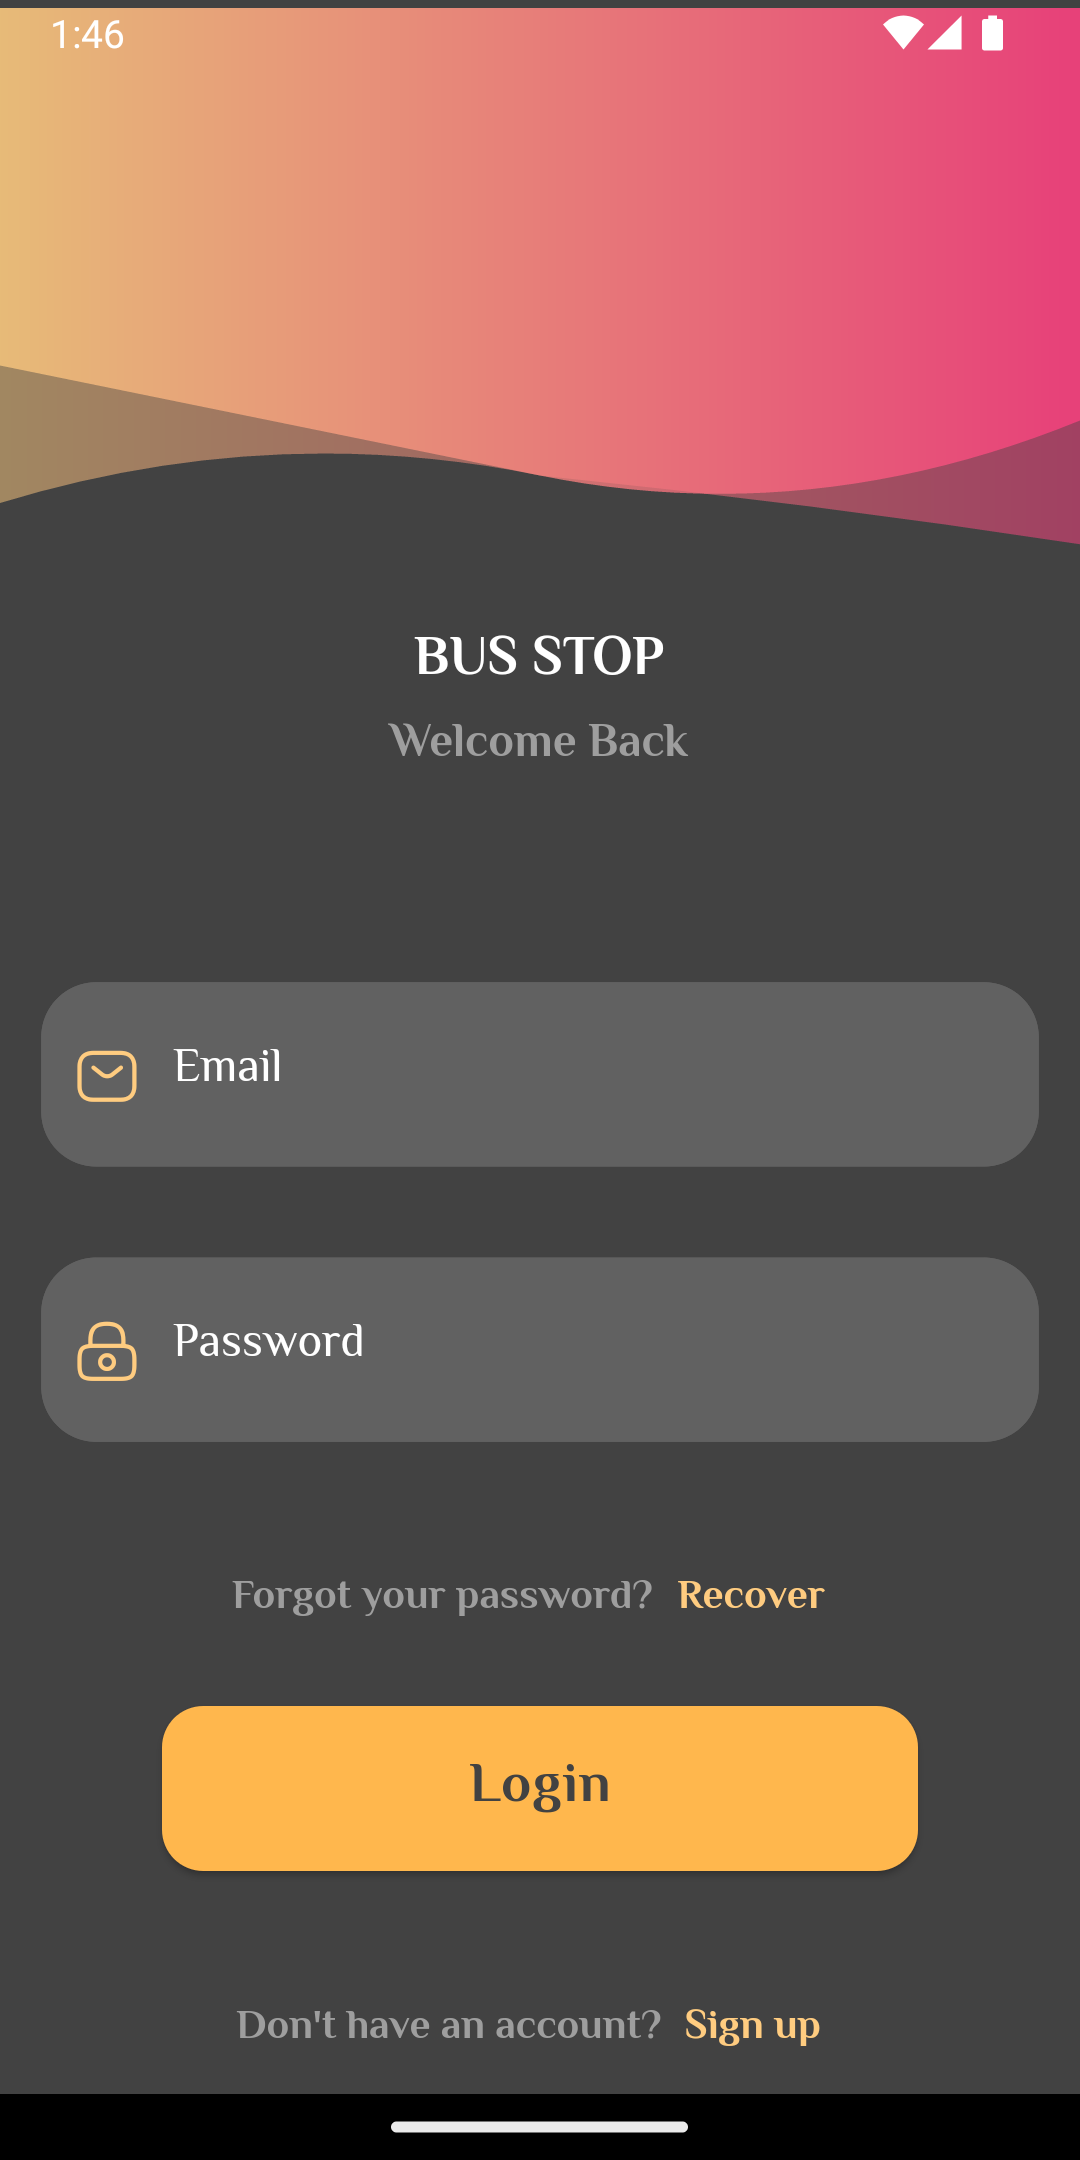 1:46
BUS STOP
Welcome Back
Email
Password
Forgot your password? Recover
Login
Don't have an account? Sign up